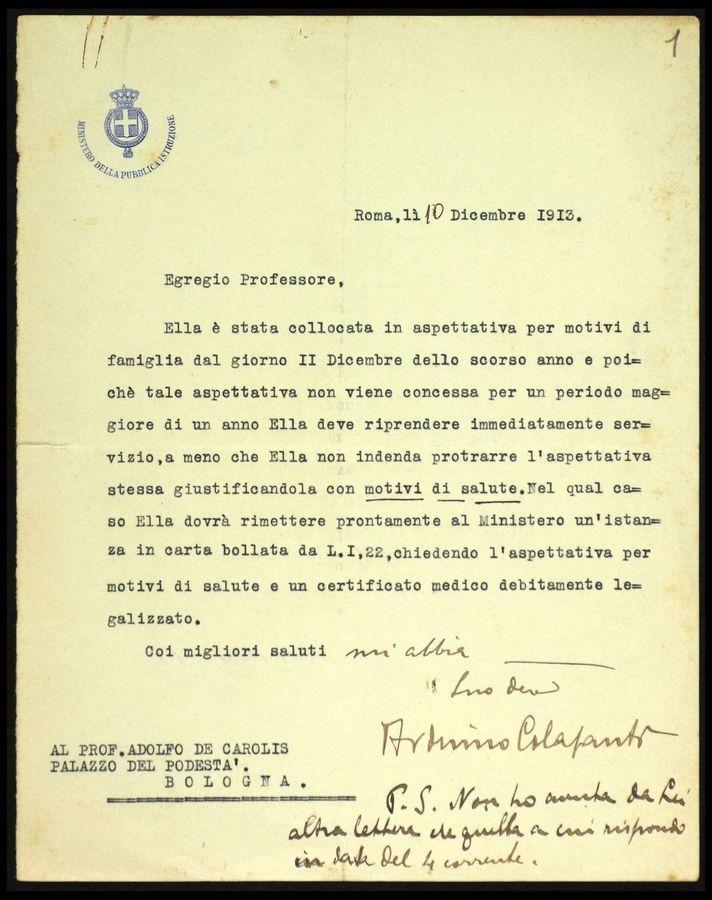 1
MINISTERO DELLA PUBBLICA ISTRUZIONE
Roma,lì 10 Dicembre I9I3.
Egregio Professore,
Ella è stata collocata in aspettativa per motivi di
famiglia dal giorno II Dicembre dello scorso anno e poi=
chè tale aspettativa non viene concessa per un periodo mag=
giore di un anno Ella deve riprendere immediatamente ser=
vizio,a meno che Ella non indenda protrarre l'aspettativa
stessa giustificandola con motivi di salute.Nel qual ca=
so Ella dovrà rimettere prontamente al Ministero un'istan=
za in carta bollata da L.I,22,chiedendo l'aspettativa per
motivi di salute e un certificato medico debitamente le=
galizzato.
Coi migliori saluti mi abbia
Suo dev
Arduino Colasanti
AL PROF.ADOLFO DE CAROLIS
PALAZZO DEL PODESTA'.
BOLOGNA.
P.S. Non ho avuta da Lei
altra lettera che quella a cui rispondo
in data del 4 corrente.